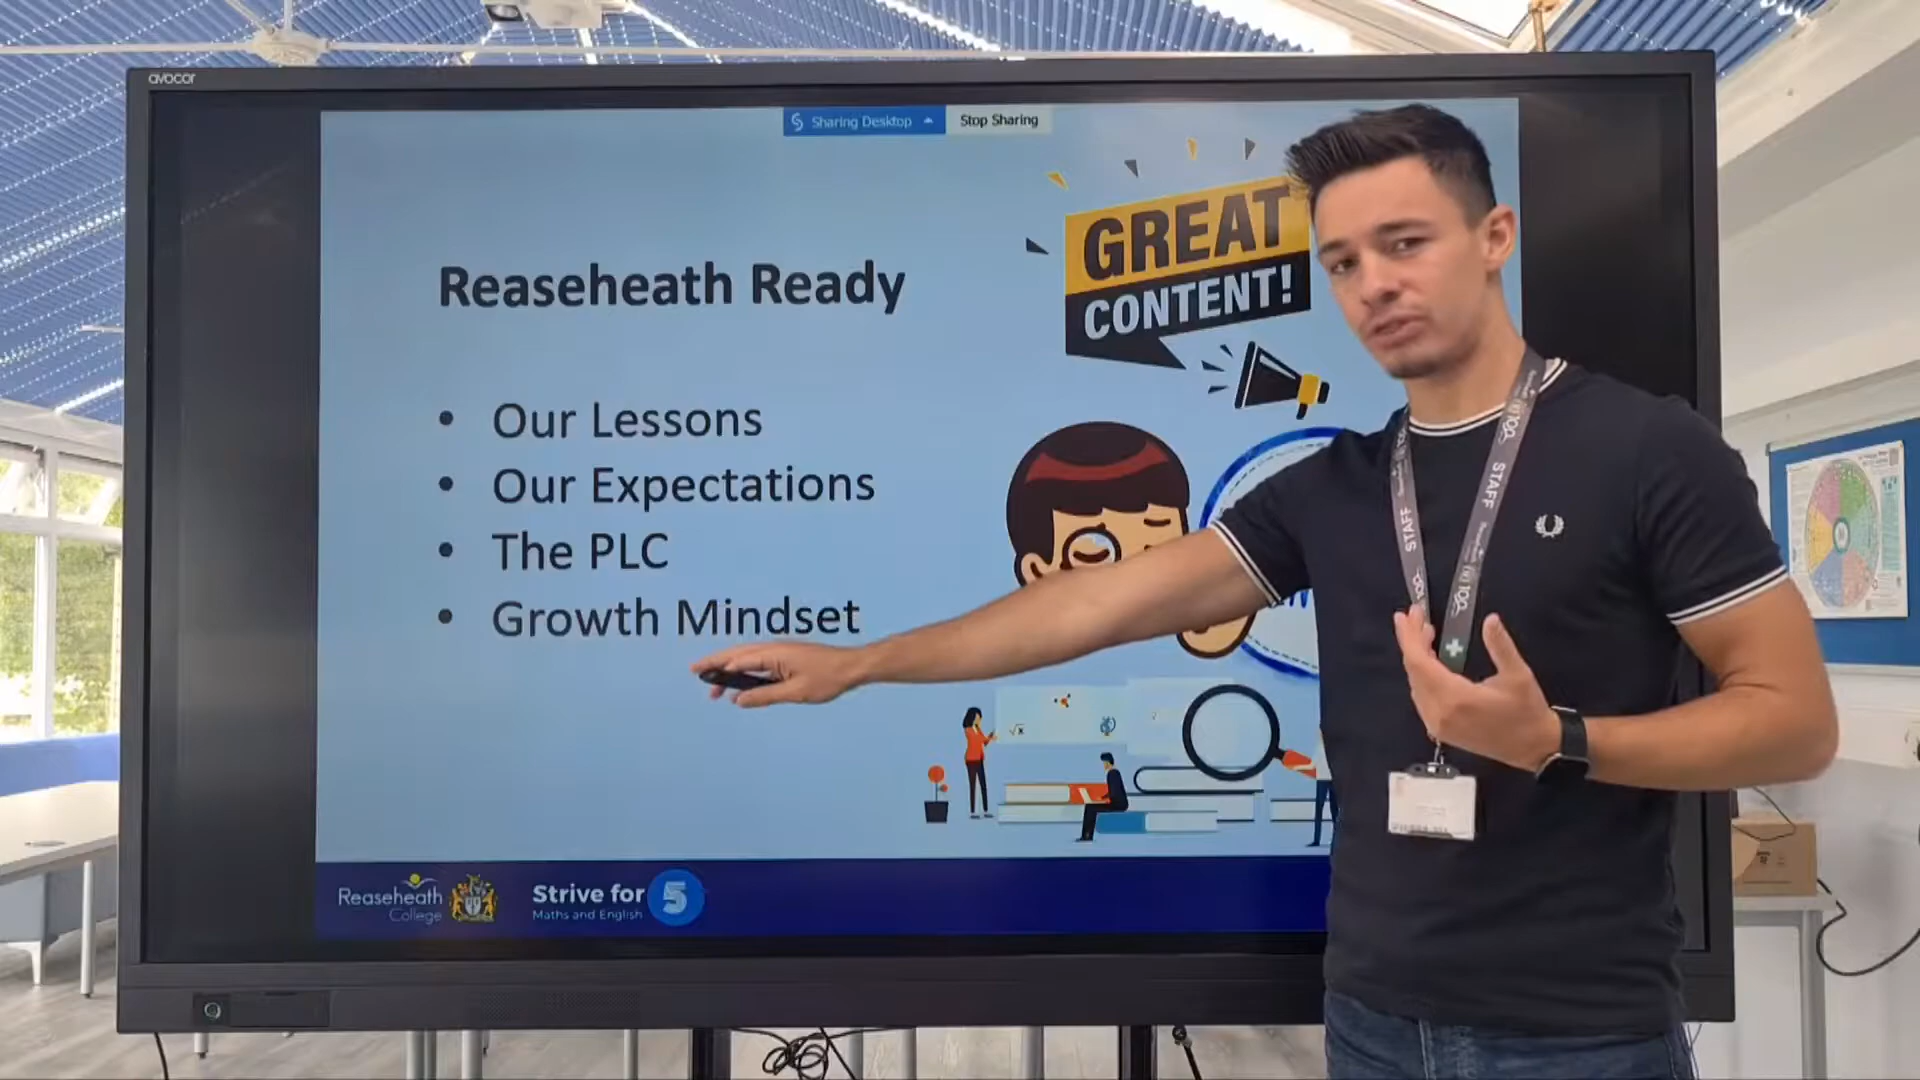 avocor
Sharing Desktop
Stop Sharing
GREAT
CONTENT!
Reaseheath Ready
• Our Lessons
• Our Expectations
• The PLC
• Growth Mindset
STAFF
STAFF
√x
Reaseheath
College
Strive for 5
Maths and English